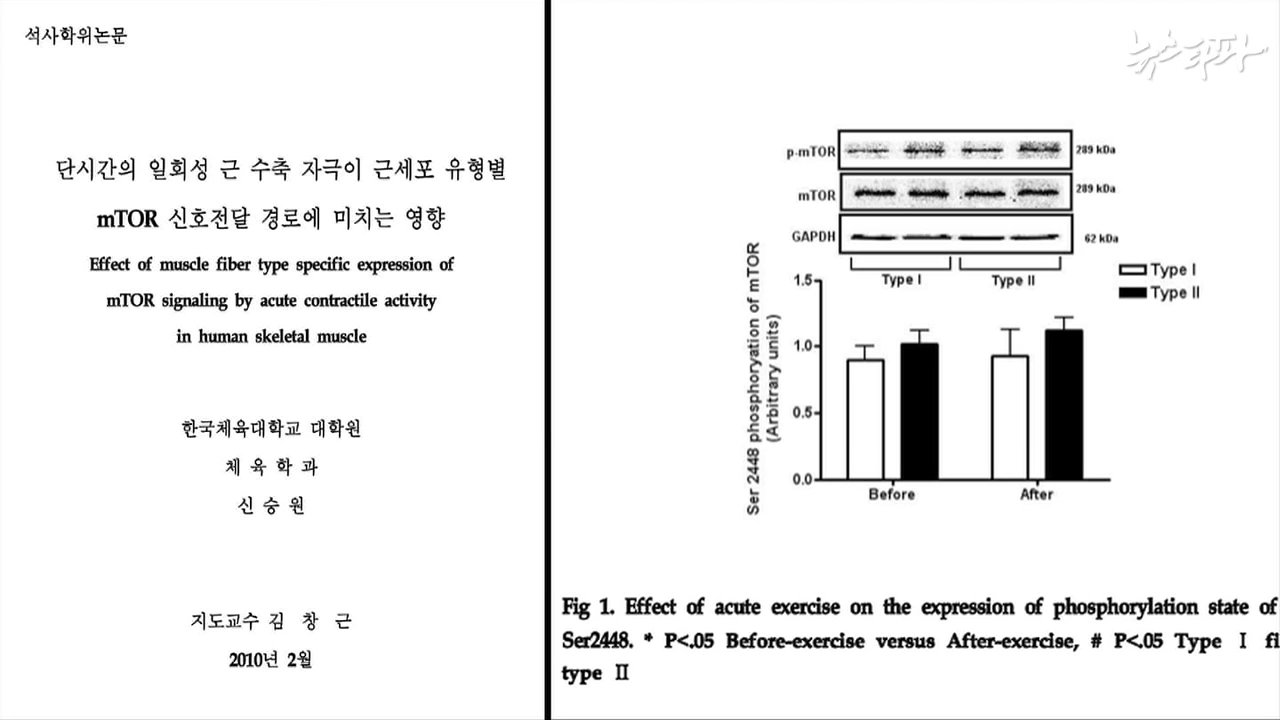 석사학위논문
단시간의 일회성 근 수축 자극이 근세포 유형별
mTOR 신호전달 경로에 미치는 영향
Effect of muscle fiber type specific expression of
mTOR signaling by acute contractile activity
in human skeletal muscle
한국체육대학교 대학원
체 육 학 과
신 승 원
지도교수 김 창 근
2010년 2월
뉴스타파
p-mTOR 289 kDa
mTOR 289 kDa
GAPDH 62 kDa
Type I Type II
Type I
Type II
Ser 2448 phosphoryation of mTOR
(Arbitrary units)
1.5
1.0
0.5
0.0
Before After
Fig 1. Effect of acute exercise on the expression of phosphorylation state of
Ser2448. * P<.05 Before-exercise versus After-exercise, # P<.05 Type Ⅰ fi
type Ⅱ